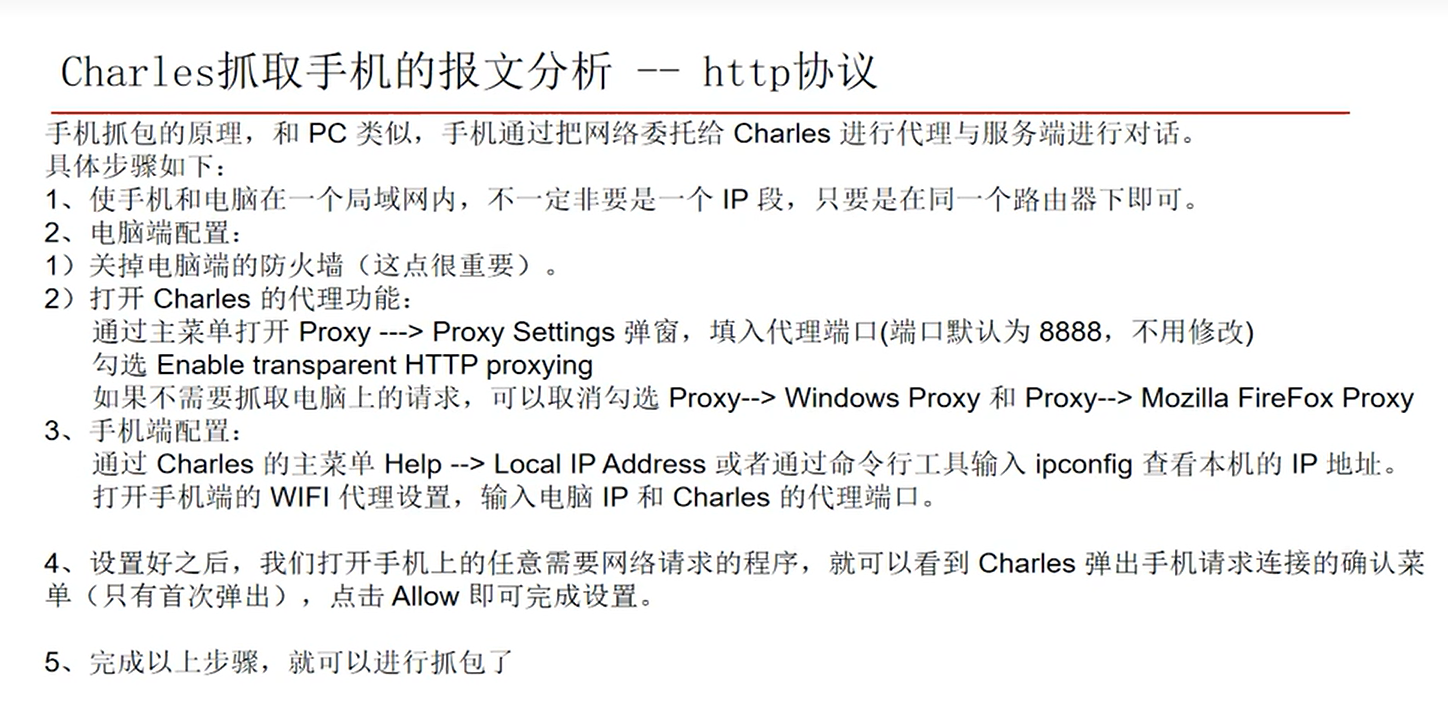 Charles抓取手机的报文分析 -- http协议
手机抓包的原理，和 PC 类似，手机通过把网络委托给 Charles 进行代理与服务端进行对话。
具体步骤如下：
1、使手机和电脑在一个局域网内，不一定非要是一个 IP 段，只要是在同一个路由器下即可。
2、电脑端配置：
1）关掉电脑端的防火墙（这点很重要）。
2）打开 Charles 的代理功能：
通过主菜单打开 Proxy ---> Proxy Settings 弹窗，填入代理端口(端口默认为 8888，不用修改)
勾选 Enable transparent HTTP proxying
如果不需要抓取电脑上的请求，可以取消勾选 Proxy--> Windows Proxy 和 Proxy--> Mozilla FireFox Proxy
3、手机端配置：
通过 Charles 的主菜单 Help --> Local IP Address 或者通过命令行工具输入 ipconfig 查看本机的 IP 地址。
打开手机端的 WIFI 代理设置，输入电脑 IP 和 Charles 的代理端口。
4、设置好之后，我们打开手机上的任意需要网络请求的程序，就可以看到 Charles 弹出手机请求连接的确认菜
单（只有首次弹出），点击 Allow 即可完成设置。
5、完成以上步骤，就可以进行抓包了